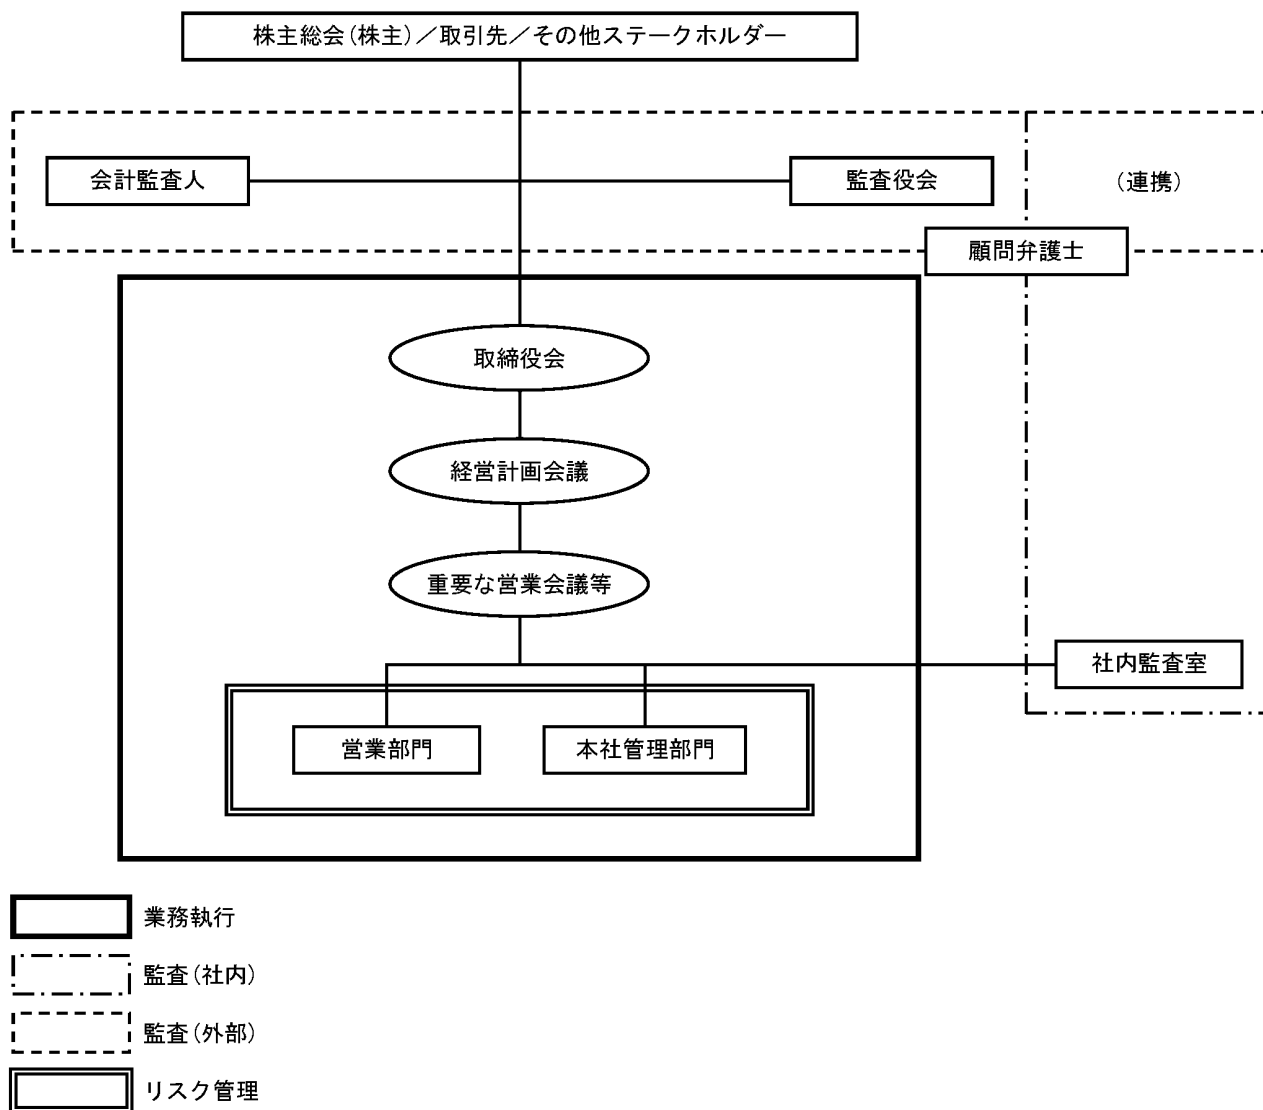 株主総会(株主)／取引先／その他ステークホルダー
会計監査人
監査役会
(連携)
顧問弁護士
取締役会
経営計画会議
重要な営業会議等
社内監査室
営業部門
本社管理部門
業務執行
監査(社内)
監査(外部)
リスク管理